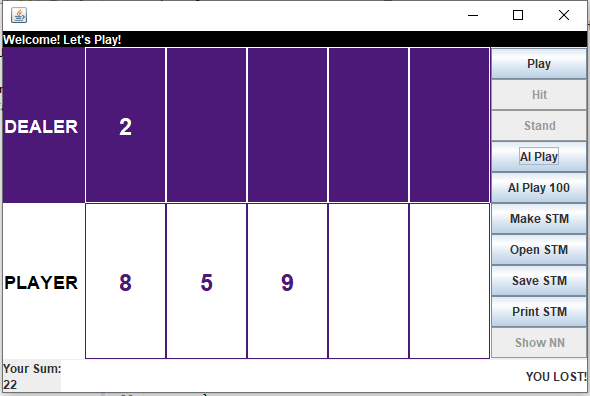 Welcome! Let's Play!
DEALER 2
PLAYER 8 5 9
Play
Hit
Stand
AI Play
AI Play 100
Make STM
Open STM
Save STM
Print STM
Show NN
Your Sum:
22
YOU LOST!